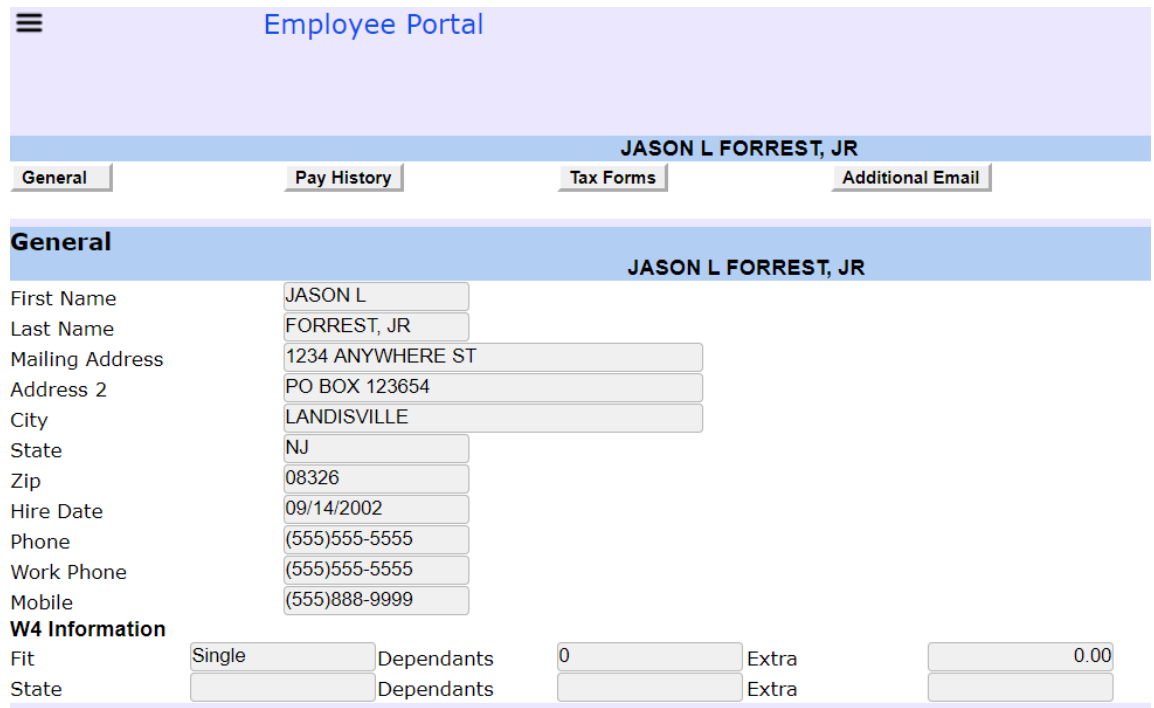 Employee Portal
JASON L FORREST, JR
General Pay History Tax Forms Additional Email
General
JASON L FORREST, JR
First Name JASON L
Last Name FORREST, JR
Mailing Address 1234 ANYWHERE ST
Address 2 PO BOX 123654
City LANDISVILLE
State NJ
Zip 08326
Hire Date 09/14/2002
Phone (555)555-5555
Work Phone (555)555-5555
Mobile (555)888-9999
W4 Information
Fit Single Dependants 0 Extra 0.00
State Dependants Extra